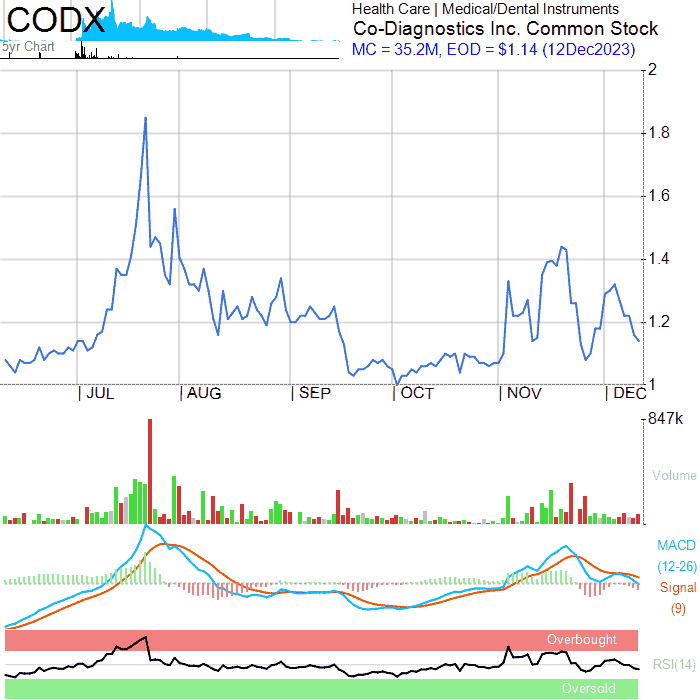 CODX
5yr Chart
Health Care | Medical/Dental Instruments
Co-Diagnostics Inc. Common Stock
MC = 35.2M, EOD = $1.14 (12Dec2023)
2
1.8
1.6
1.4
1.2
1
JUL AUG SEP OCT NOV DEC
847k
Volume
MACD
(12-26)
Signal
(9)
Overbought
RSI(14)
Oversold